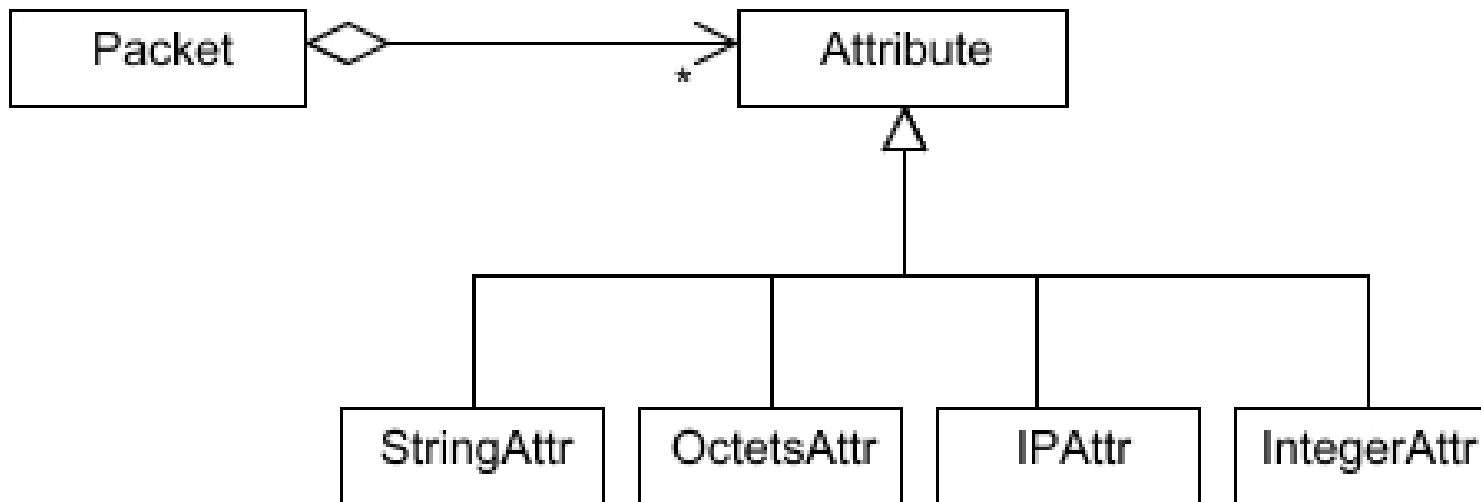 Packet
*
Attribute
StringAttr
OctetsAttr
IPAttr
IntegerAttr